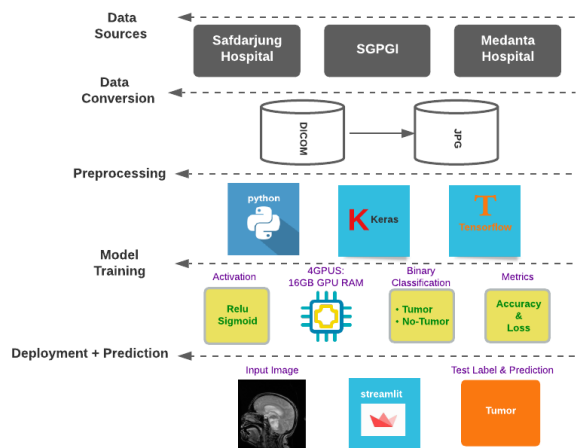 Data
Sources
Safdarjung
Hospital
SGPGI
Medanta
Hospital
Data
Conversion
DICOM
JPG
Preprocessing
python
K Keras
Tensorflow
Model
Training
Activation
4GPUS:
16GB GPU RAM
Binary
Classification
Metrics
Relu
Sigmoid
• Tumor
• No-Tumor
Accuracy
&
Loss
Deployment + Prediction
Input Image
streamlit
Test Label & Prediction
Tumor